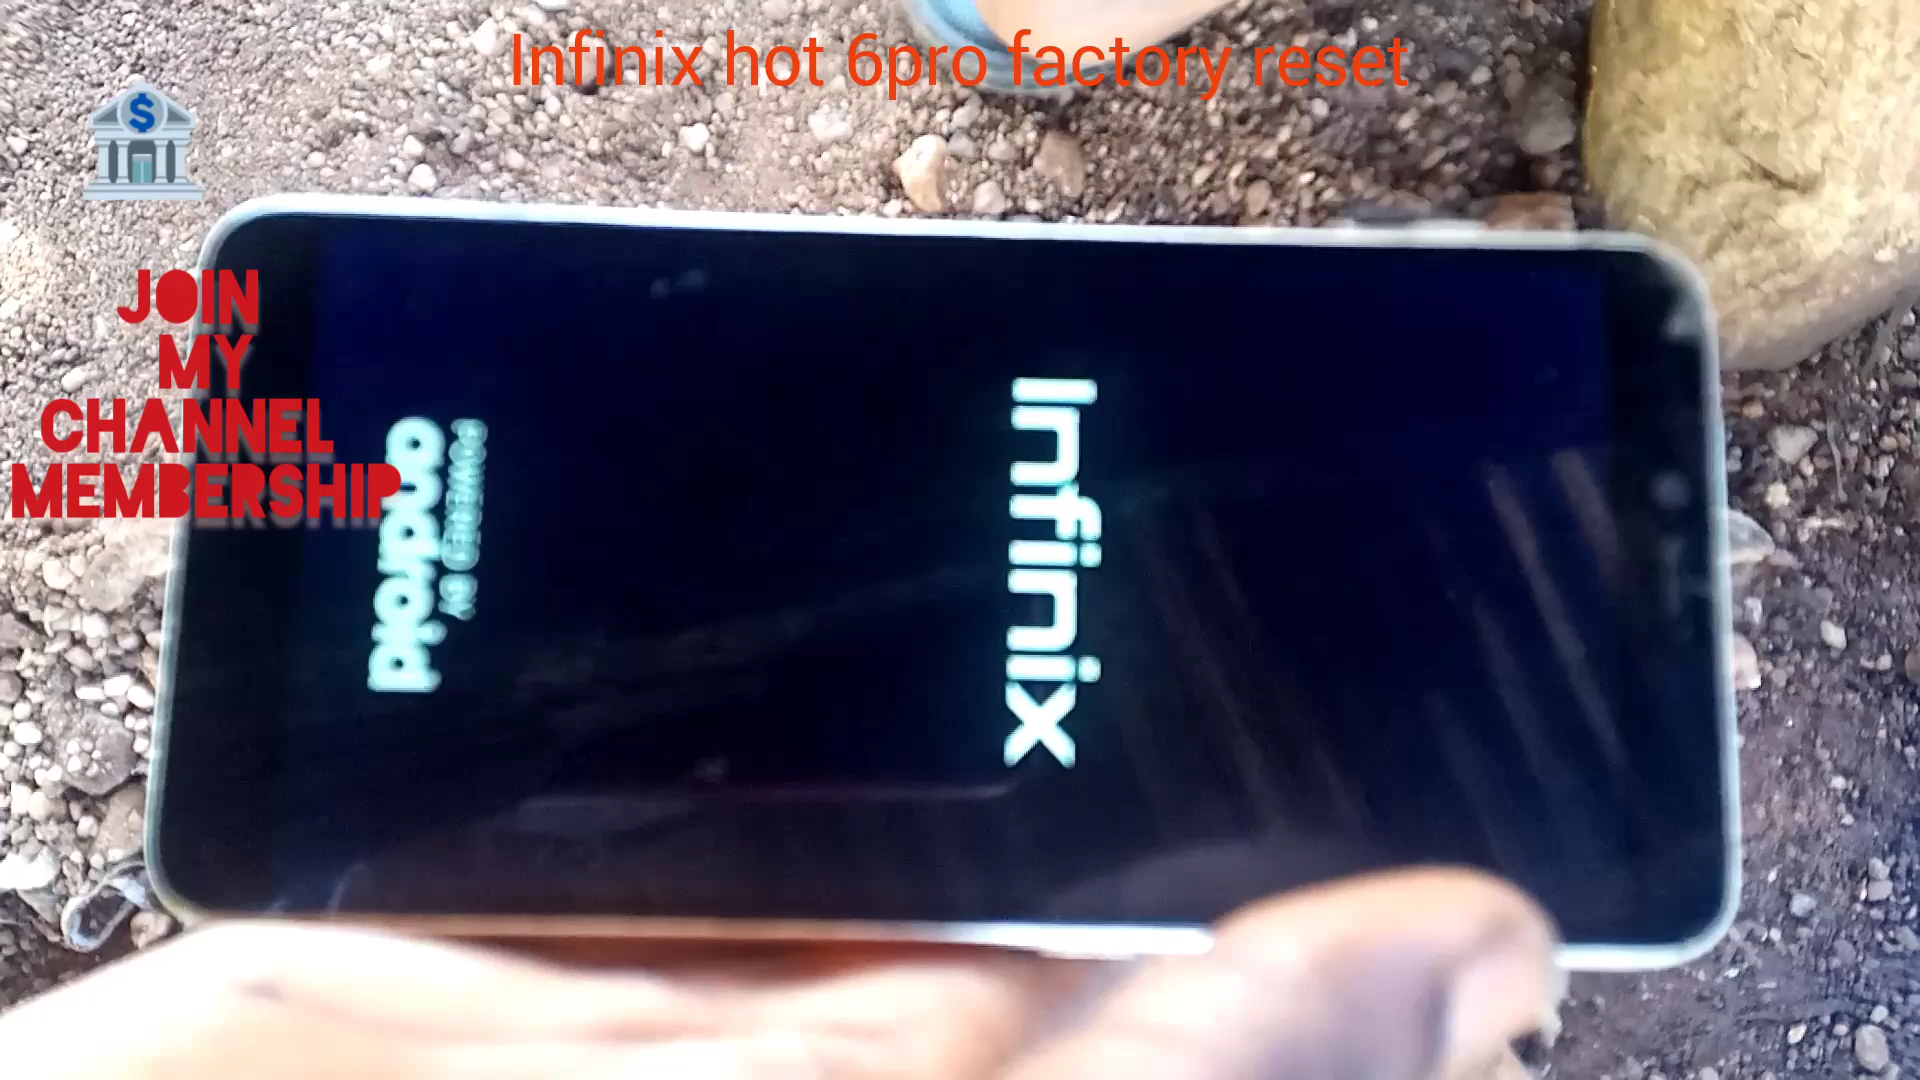 Infinix hot 6pro factory reset
$
JOIN
MY
CHANNEL
MEMBERSHIP
Infinix
POWERED BY
android